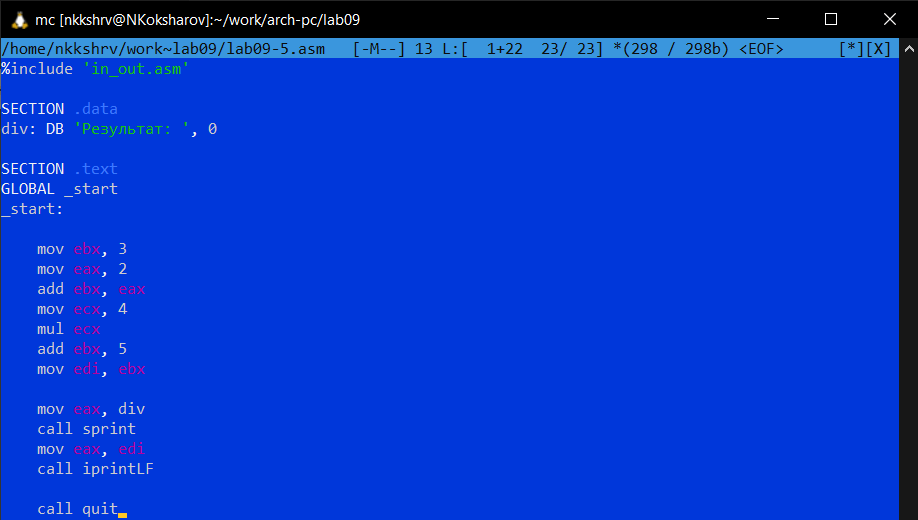 mc [nkkshrv@NKoksharov]:~/work/arch-pc/lab09
/home/nkkshrv/work~lab09/lab09-5.asm   [-M--] 13 L:[  1+22  23/ 23] *(298 / 298b) <EOF>      [*][X]
%include 'in_out.asm'
SECTION .data
div: DB 'Результат: ', 0
SECTION .text
GLOBAL _start
_start:
    mov ebx, 3
    mov eax, 2
    add ebx, eax
    mov ecx, 4
    mul ecx
    add ebx, 5
    mov edi, ebx
    mov eax, div
    call sprint
    mov eax, edi
    call iprintLF
    call quit